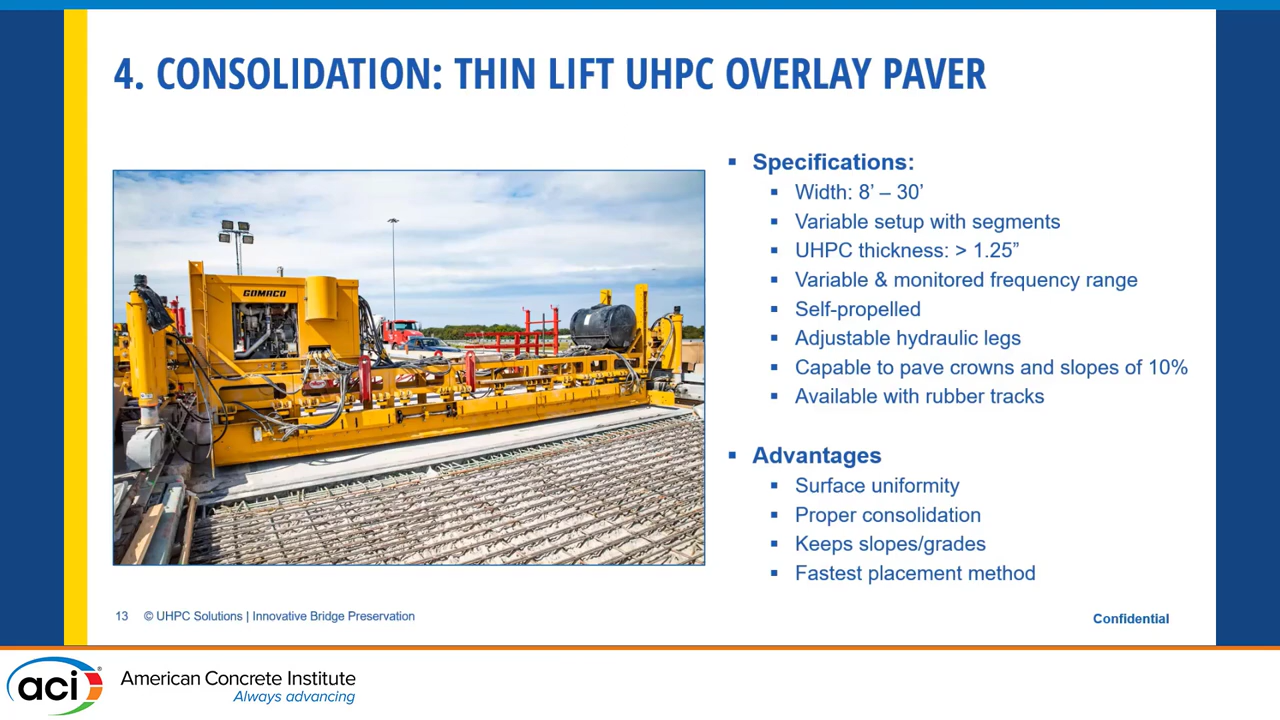 4. CONSOLIDATION: THIN LIFT UHPC OVERLAY PAVER
GOMACO
▪ Specifications:
▪ Width: 8’ – 30’
▪ Variable setup with segments
▪ UHPC thickness: > 1.25”
▪ Variable & monitored frequency range
▪ Self-propelled
▪ Adjustable hydraulic legs
▪ Capable to pave crowns and slopes of 10%
▪ Available with rubber tracks
▪ Advantages
▪ Surface uniformity
▪ Proper consolidation
▪ Keeps slopes/grades
▪ Fastest placement method
13 © UHPC Solutions | Innovative Bridge Preservation
Confidential
aci®
American Concrete Institute
Always advancing